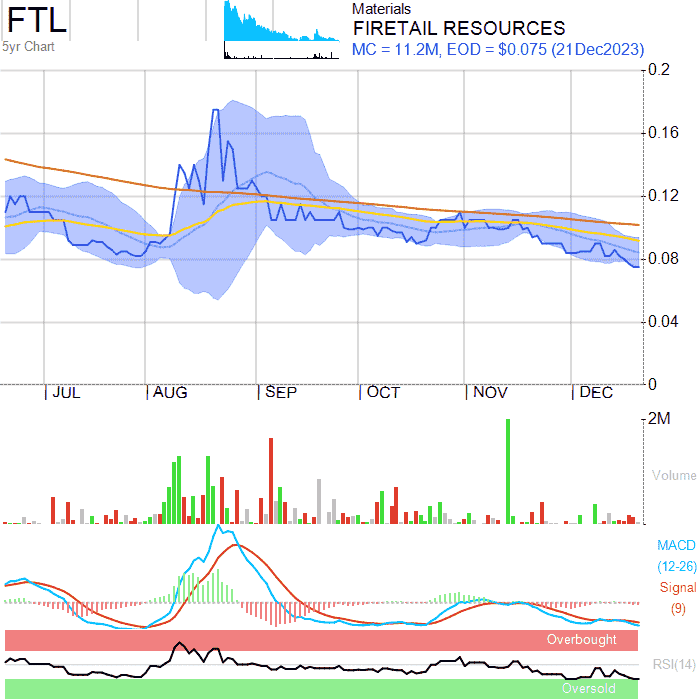 FTL
5yr Chart
Materials
FIRETAIL RESOURCES
MC = 11.2M, EOD = $0.075 (21Dec2023)
0.2
0.16
0.12
0.08
0.04
0
JUL AUG SEP OCT NOV DEC
2M
Volume
MACD
(12-26)
Signal
(9)
Overbought
RSI(14)
Oversold